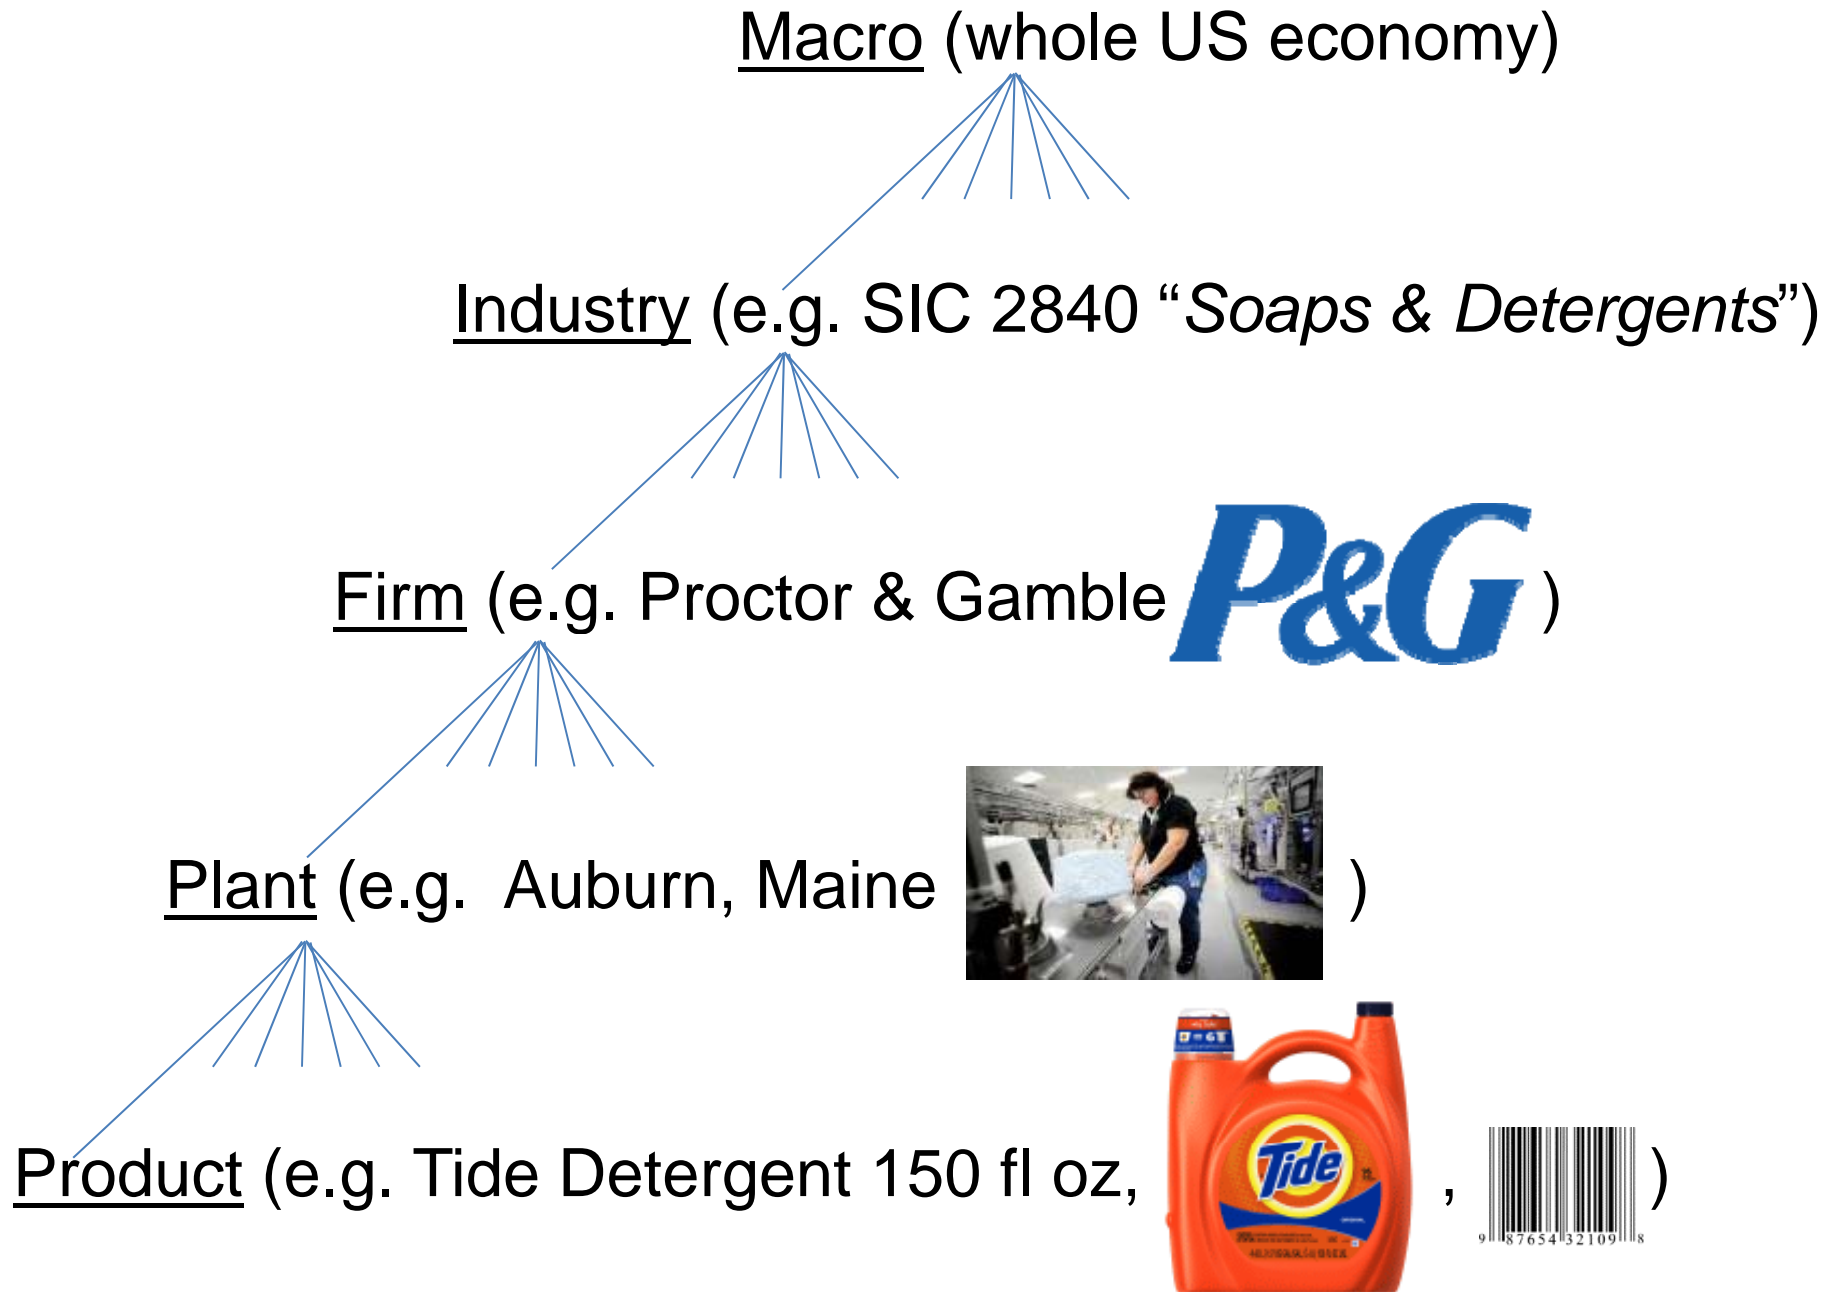 Macro (whole US economy)
Industry (e.g. SIC 2840 “Soaps & Detergents”)
Firm (e.g. Proctor & Gamble P&G )
Plant (e.g.  Auburn, Maine )
Product (e.g. Tide Detergent 150 fl oz, Tide , )
9 87654 32109 8